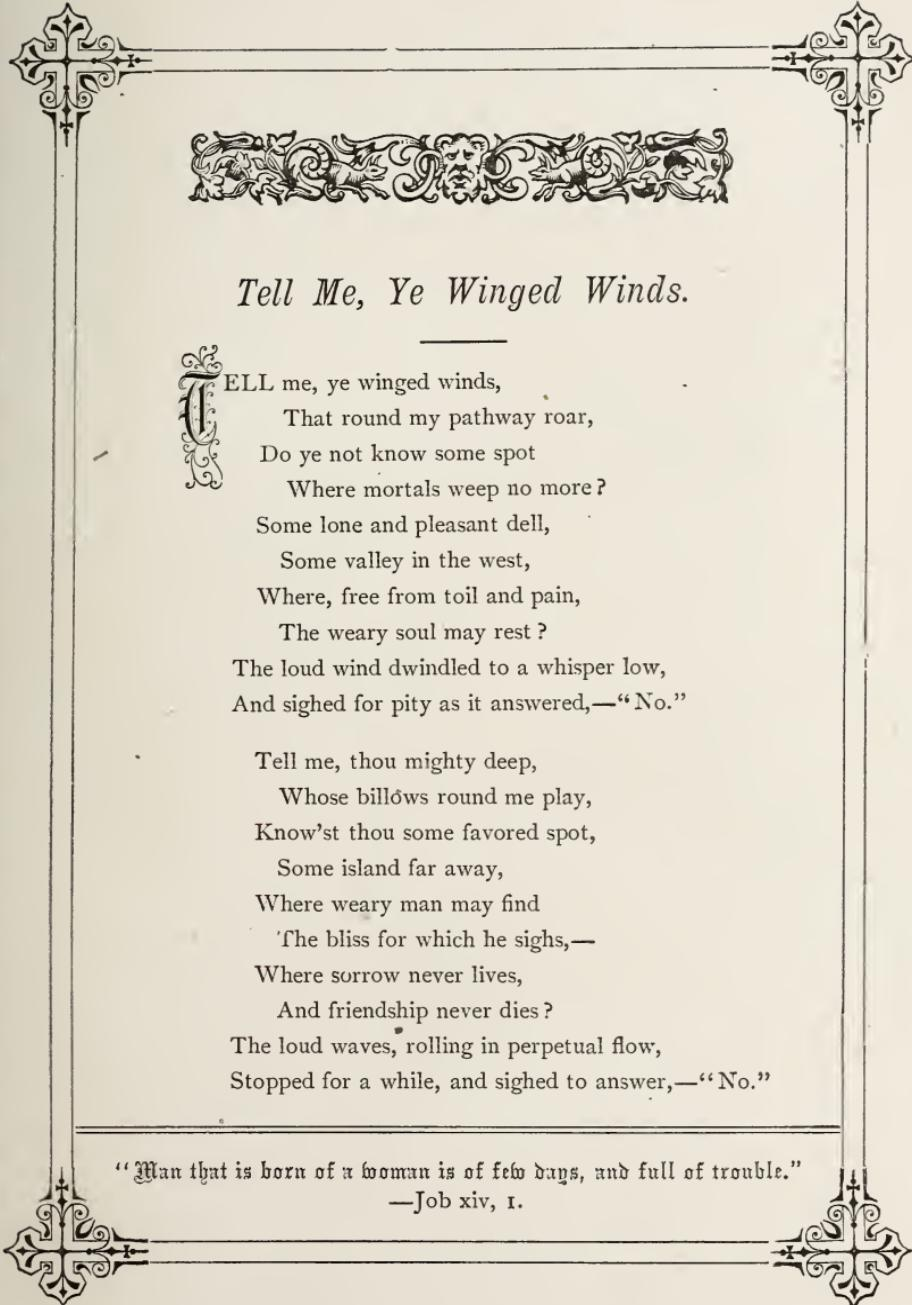 Tell Me, Ye Winged Winds.
TELL me, ye winged winds,
That round my pathway roar,
Do ye not know some spot
Where mortals weep no more?
Some lone and pleasant dell,
Some valley in the west,
Where, free from toil and pain,
The weary soul may rest?
The loud wind dwindled to a whisper low,
And sighed for pity as it answered,—“No.”
Tell me, thou mighty deep,
Whose billows round me play,
Know'st thou some favored spot,
Some island far away,
Where weary man may find
The bliss for which he sighs,—
Where sorrow never lives,
And friendship never dies?
The loud waves, rolling in perpetual flow,
Stopped for a while, and sighed to answer,—“No.”
“Man that is born of a woman is of few days, and full of trouble.”
—Job xiv, 1.